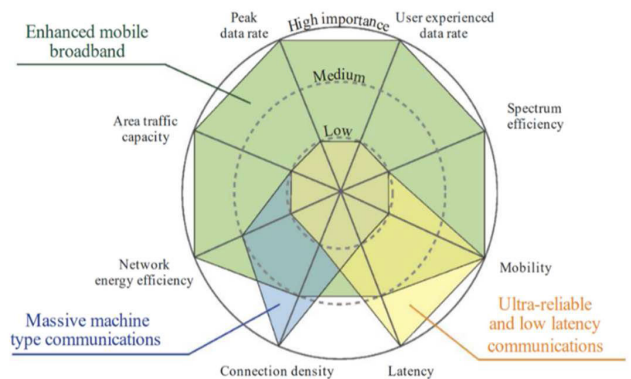 Peak
data rate
High importance
User experienced
data rate
Enhanced mobile
broadband
Medium
Area traffic
capacity
Low
Spectrum
efficiency
Network
energy efficiency
Mobility
Massive machine
type communications
Ultra-reliable
and low latency
communications
Connection density
Latency